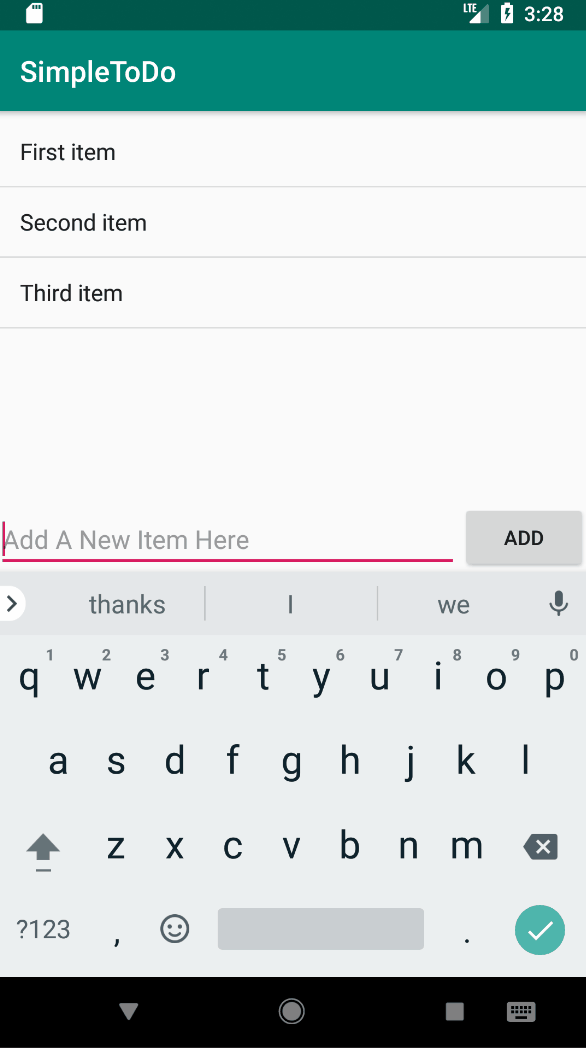 LTE 3:28
SimpleToDo
First item
Second item
Third item
Add A New Item Here ADD
thanks I we
1 2 3 4 5 6 7 8 9 0
q w e r t y u i o p
a s d f g h j k l
z x c v b n m
?123 , .